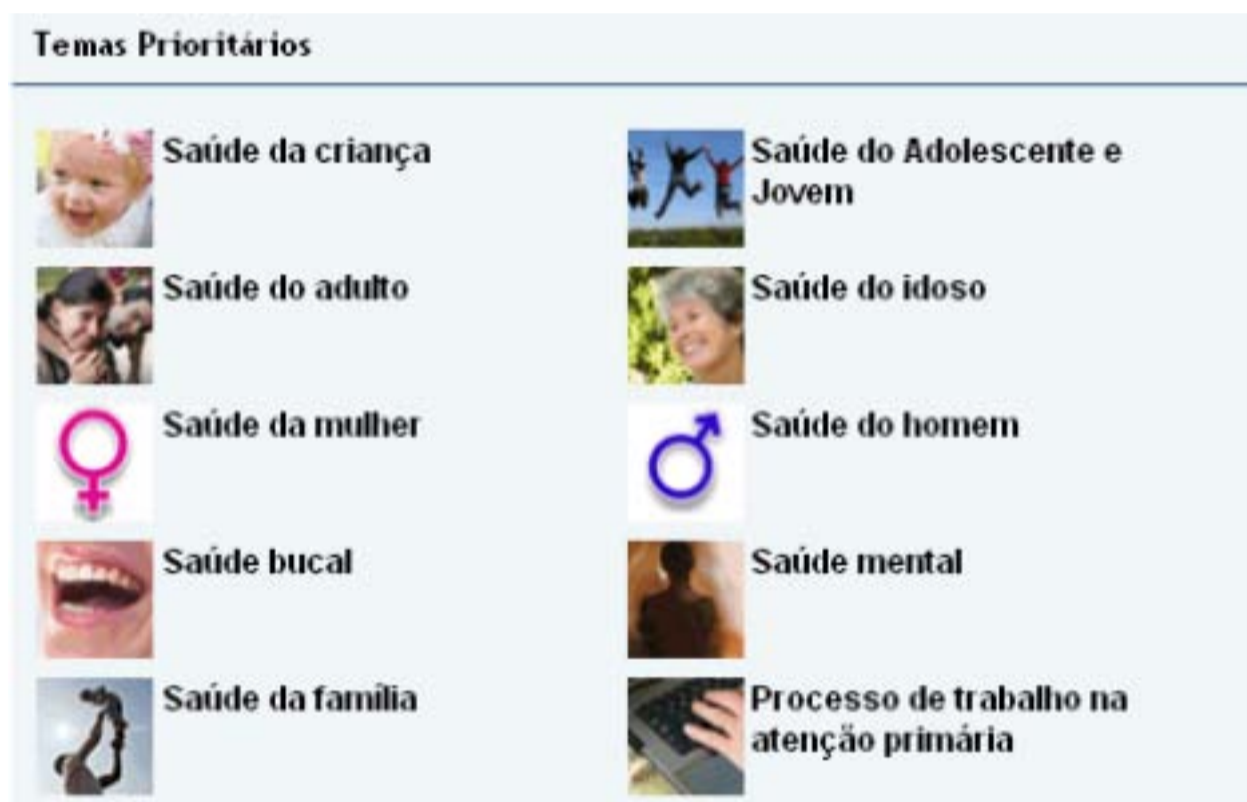 Temas Prioritários
Saúde da criança
Saúde do Adolescente e
Jovem
Saúde do adulto
Saúde do idoso
Saúde da mulher
Saúde do homem
Saúde bucal
Saúde mental
Saúde da família
Processo de trabalho na
atenção primária